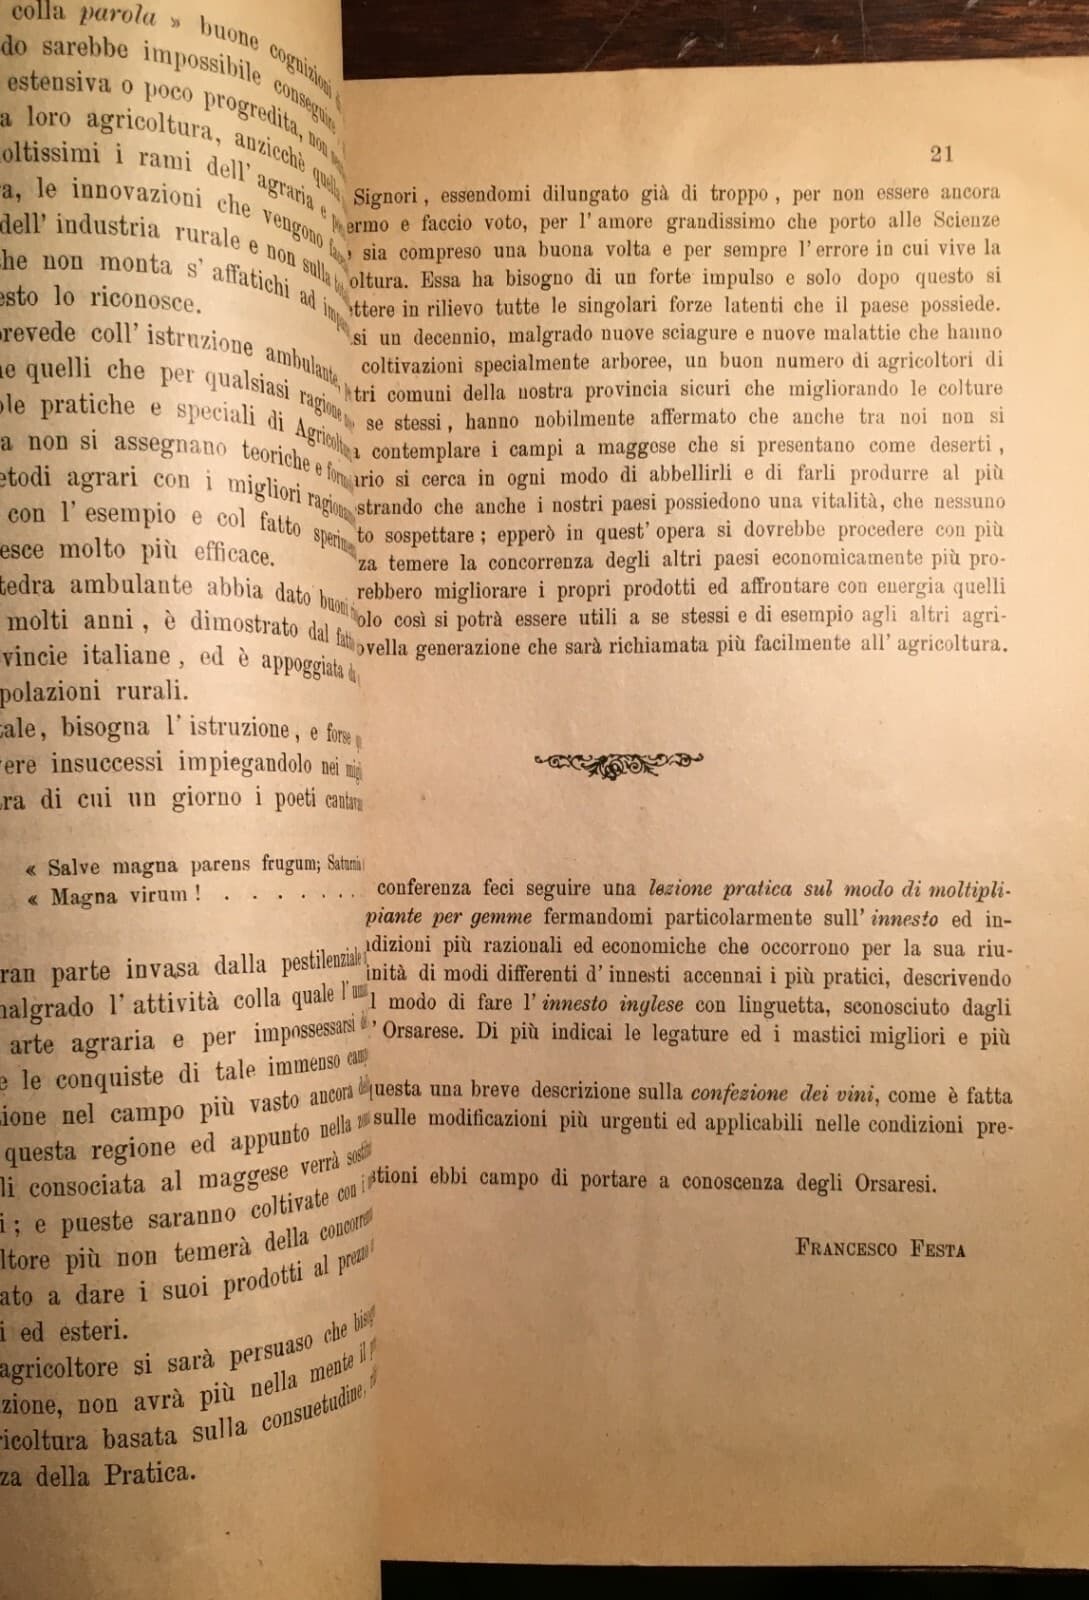 colla parola » buone cognizioni
do sarebbe impossibile conseguire
estensiva o poco progredita, non
a loro agricoltura, anzicchè quella
oltissimi i rami dell' agraria e
a, le innovazioni che vengono
dell' industria rurale e non sulla
he non monta s' affatichi ad
esto lo riconosce.
revede coll' istruzione ambulante,
e quelli che per qualsiasi ragione
le pratiche e speciali di
a non si assegnano teoriche e
etodi agrari con i migliori
con l' esempio e col fatto
esce molto più efficace.
tedra ambulante abbia dato buoni
molti anni, è dimostrato dal fatto
vincie italiane, ed è appoggiata
polazioni rurali.
tale, bisogna l' istruzione, e forse
ere insuccessi impiegandolo nei
ra di cui un giorno i poeti
« Salve magna parens frugum;
« Magna virum ! . . . . . . .
ran parte invasa dalla pestilenziale
malgrado l' attività colla quale
arte agraria e per impossessarsi
e le conquiste di tale immenso
ione nel campo più vasto ancora
questa regione ed appunto nella
li consociata al maggese verrà
i ; e pueste saranno coltivate con i
ltore più non temerà della
ato a dare i suoi prodotti al prezzo
i ed esteri.
agricoltore si sarà persuaso che
zione, non avrà più nella mente il
icoltura basata sulla consuetudine,
za della Pratica.
21
Signori, essendomi dilungato già di troppo, per non essere ancora
ermo e faccio voto, per l' amore grandissimo che porto alle Scienze
sia compreso una buona volta e per sempre l' errore in cui vive la
oltura. Essa ha bisogno di un forte impulso e solo dopo questo si
ttere in rilievo tutte le singolari forze latenti che il paese possiede.
si un decennio, malgrado nuove sciagure e nuove malattie che hanno
coltivazioni specialmente arboree, un buon numero di agricoltori di
tri comuni della nostra provincia sicuri che migliorando le colture
se stessi, hanno nobilmente affermato che anche tra noi non si
a contemplare i campi a maggese che si presentano come deserti,
ario si cerca in ogni modo di abbellirli e di farli produrre al più
strando che anche i nostri paesi possiedono una vitalità, che nessuno
to sospettare ; epperò in quest' opera si dovrebbe procedere con più
za temere la concorrenza degli altri paesi economicamente più pro-
rebbero migliorare i propri prodotti ed affrontare con energia quelli
olo così si potrà essere utili a se stessi e di esempio agli altri agri-
ovella generazione che sarà richiamata più facilmente all' agricoltura.
conferenza feci seguire una lezione pratica sul modo di moltipli-
piante per gemme fermandomi particolarmente sull' innesto ed in-
dizioni più razionali ed economiche che occorrono per la sua riu-
inità di modi differenti d' innesti accennai i più pratici, descrivendo
l modo di fare l' innesto inglese con linguetta, sconosciuto dagli
' Orsarese. Di più indicai le legature ed i mastici migliori e più
uesta una breve descrizione sulla confezione dei vini, come è fatta
sulle modificazioni più urgenti ed applicabili nelle condizioni pre-
stioni ebbi campo di portare a conoscenza degli Orsaresi.
FRANCESCO FESTA